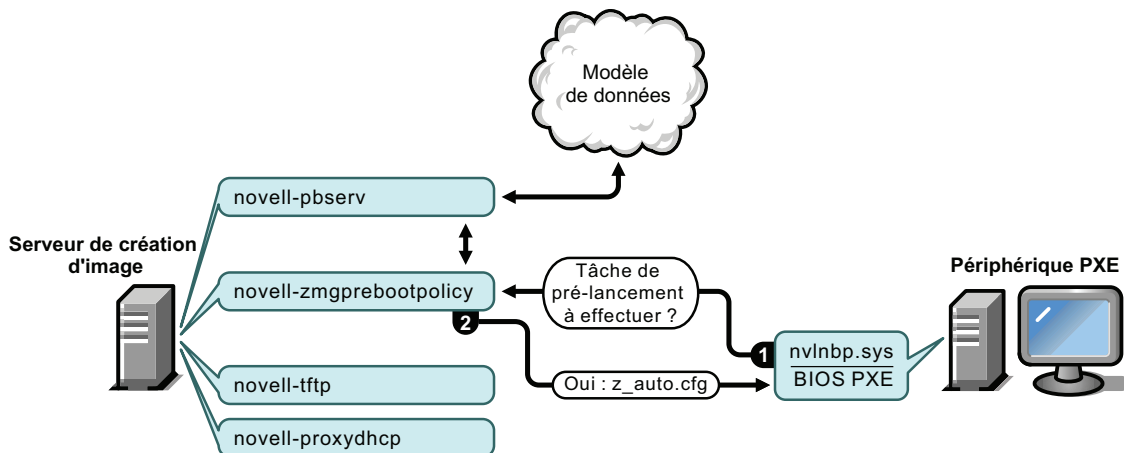 Modèle
de données
novell-pbserv
Serveur de création
d'image
novell-zmgprebootpolicy
2
Tâche de
pré-lancement
à effectuer ?
Périphérique PXE
1
nvlnbp.sys
BIOS PXE
novell-tftp
Oui : z_auto.cfg
novell-proxydhcp